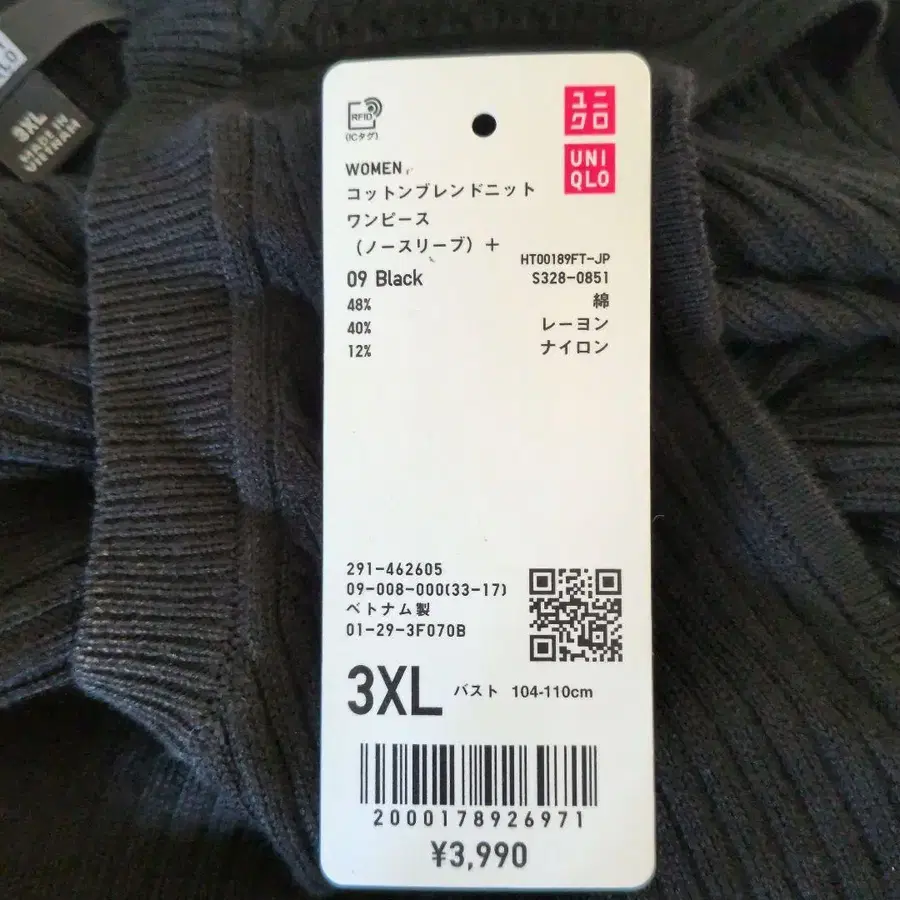 QLO
3XL
MADE IN
VIETNAM
RFID
(ICタグ)
ユニ
クロ
UNI
QLO
WOMEN
コットンブレンドニット
ワンピース
（ノースリーブ）＋
HT00189FT-JP
09 Black S328-0851
48% 綿
40% レーヨン
12% ナイロン
291-462605
09-008-000(33-17)
ベトナム製
01-29-3F070B
3XL バスト 104-110cm
2000178926971
¥3,990